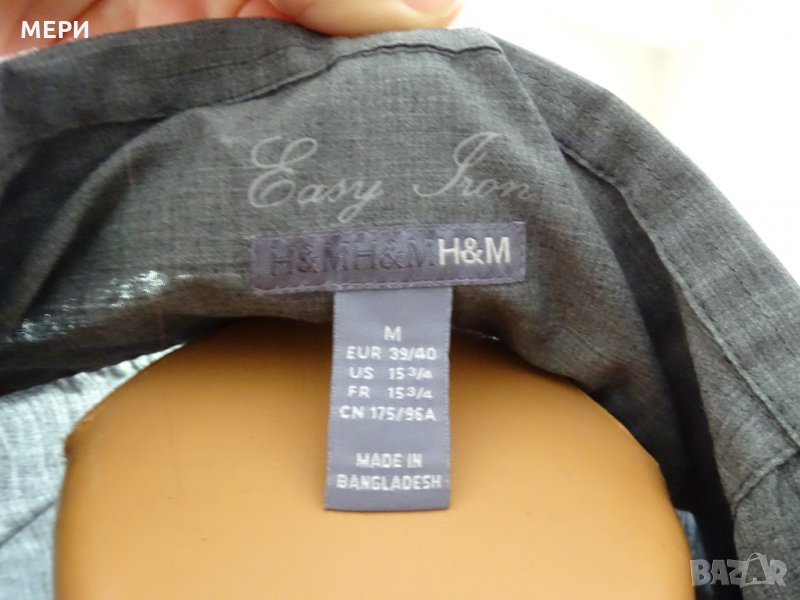 МЕРИ
Easy Iron
H&MH&MH&M
M
EUR 39/40
US 15 3/4
FR 15 3/4
CN 175/96A
MADE IN
BANGLADESH
BAZAR